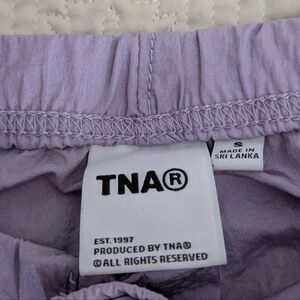 TNA®
EST. 1997
PRODUCED BY TNA®
©ALL RIGHTS RESERVED
S
MADE IN
SRI LANKA